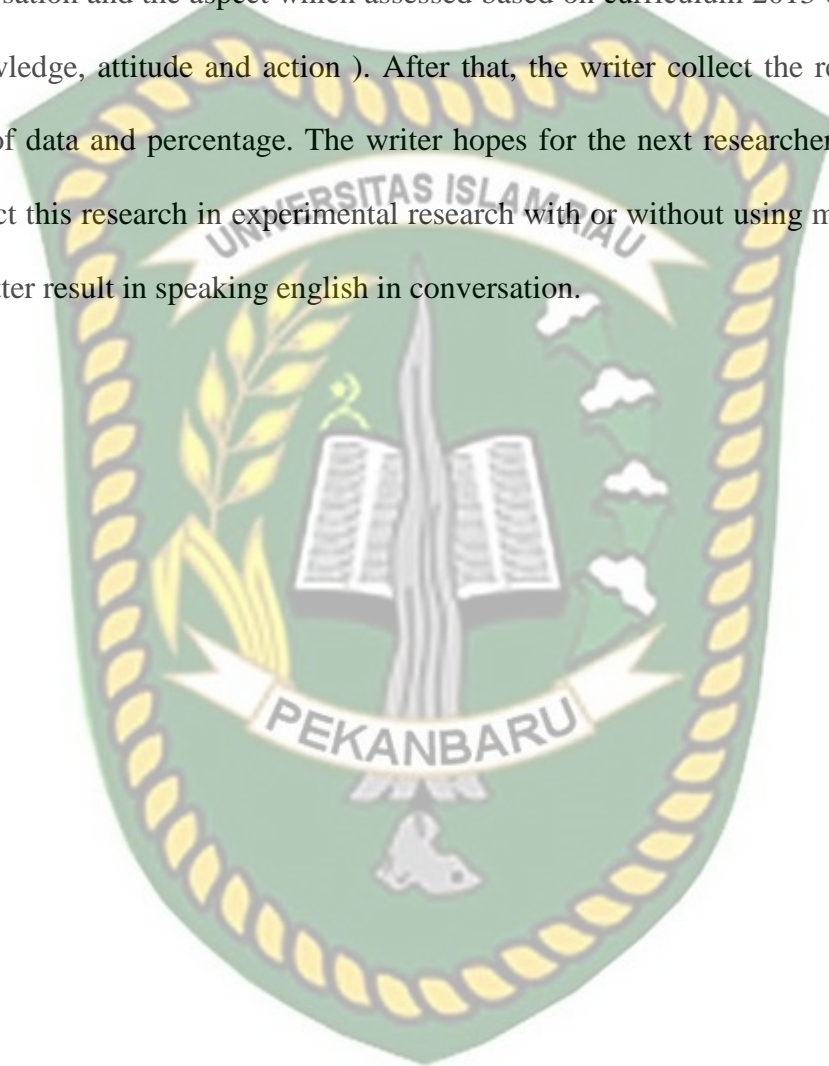 sation and the aspect which assessed based on curriculum 2013
wledge, attitude and action ). After that, the writer collect the re
of data and percentage. The writer hopes for the next researcher
ct this research in experimental research with or without using m
tter result in speaking english in conversation.
UNIVERSITAS ISLAM RIAU
PEKANBARU